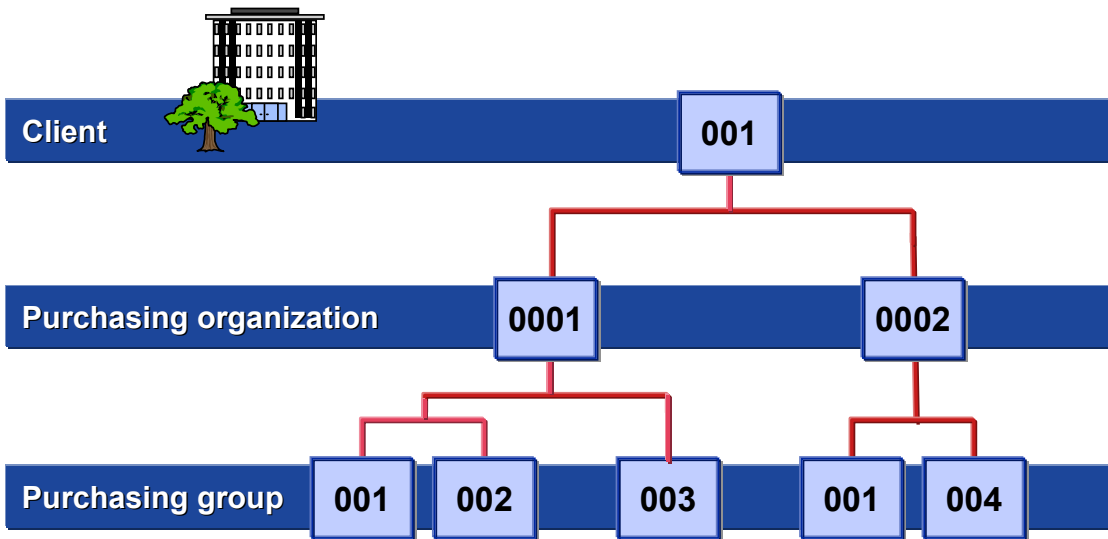 Client 001
Purchasing organization 0001 0002
Purchasing group 001 002 003 001 004